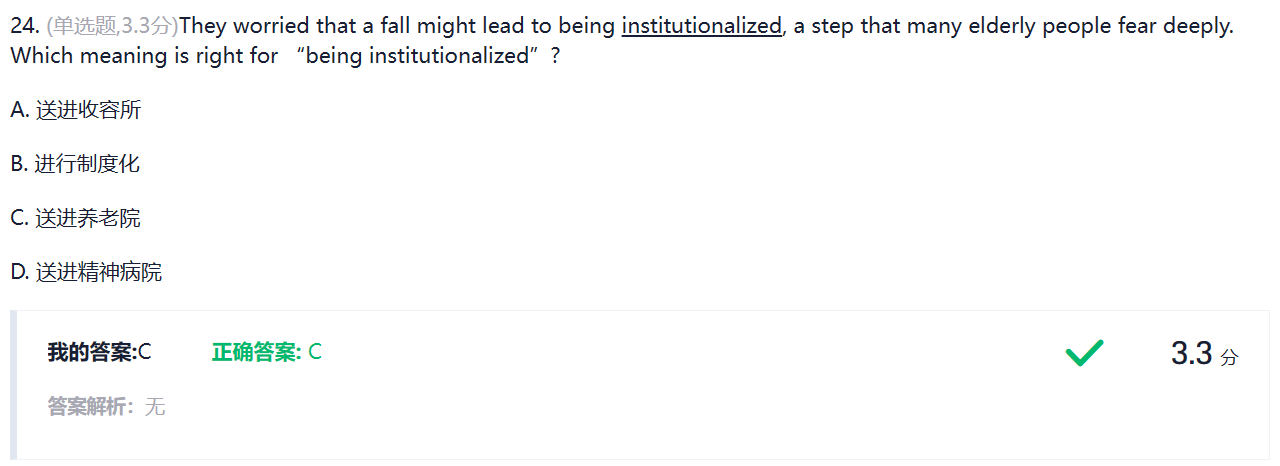 24. (单选题,3.3分)They worried that a fall might lead to being institutionalized, a step that many elderly people fear deeply.
Which meaning is right for “being institutionalized”?
A. 送进收容所
B. 进行制度化
C. 送进养老院
D. 送进精神病院
我的答案:C 正确答案: C 3.3 分
答案解析：无